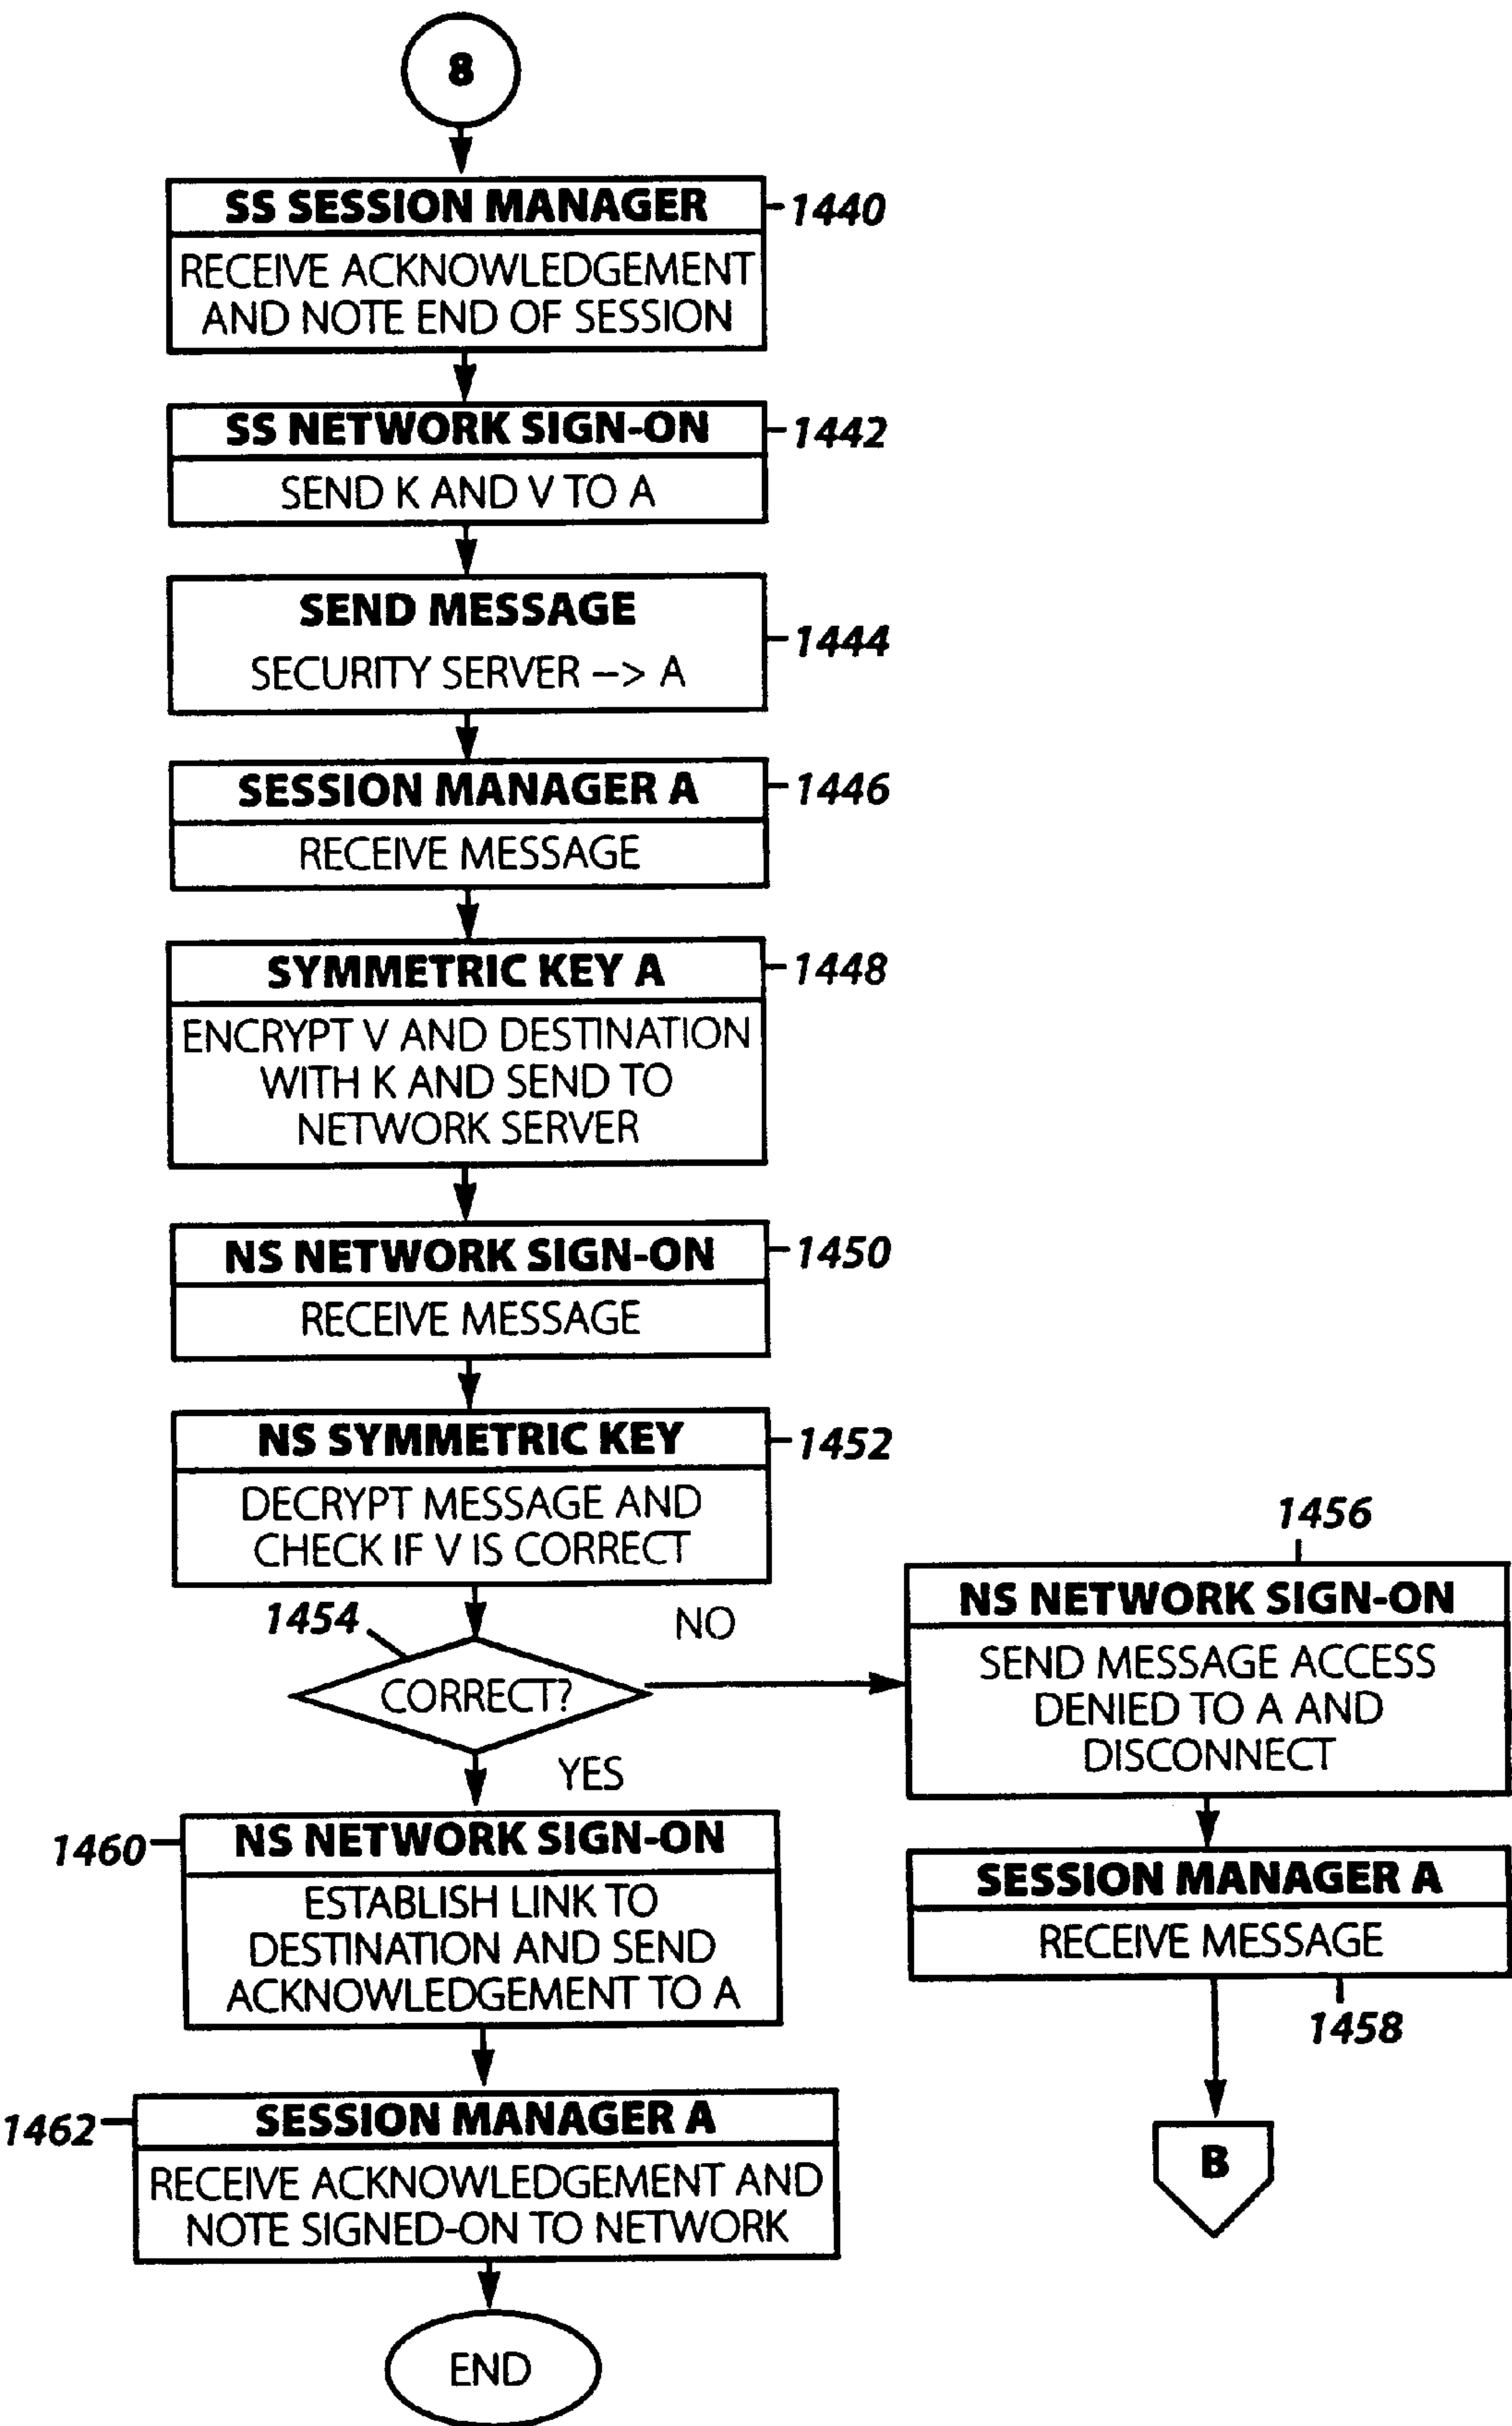 8
SS SESSION MANAGER
1440
RECEIVE ACKNOWLEDGEMENT
AND NOTE END OF SESSION
SS NETWORK SIGN-ON
1442
SEND K AND V TO A
SEND MESSAGE
1444
SECURITY SERVER --> A
SESSION MANAGER A
1446
RECEIVE MESSAGE
SYMMETRIC KEY A
1448
ENCRYPT V AND DESTINATION
WITH K AND SEND TO
NETWORK SERVER
NS NETWORK SIGN-ON
1450
RECEIVE MESSAGE
NS SYMMETRIC KEY
1452
DECRYPT MESSAGE AND
CHECK IF V IS CORRECT
1454
CORRECT?
NO
1456
NS NETWORK SIGN-ON
SEND MESSAGE ACCESS
DENIED TO A AND
DISCONNECT
SESSION MANAGER A
RECEIVE MESSAGE
1458
B
YES
1460
NS NETWORK SIGN-ON
ESTABLISH LINK TO
DESTINATION AND SEND
ACKNOWLEDGEMENT TO A
1462
SESSION MANAGER A
RECEIVE ACKNOWLEDGEMENT AND
NOTE SIGNED-ON TO NETWORK
END